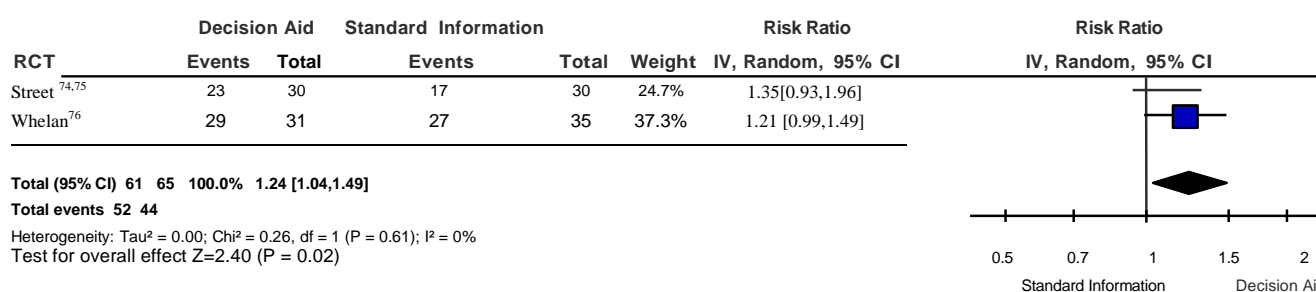 Decision Aid Standard Information Risk Ratio Risk Ratio
RCT Events Total Events Total Weight IV, Random, 95% CI IV, Random, 95% CI
Street 74,75 23 30 17 30 24.7% 1.35[0.93,1.96]
Whelan76 29 31 27 35 37.3% 1.21 [0.99,1.49]
Total (95% CI) 61 65 100.0% 1.24 [1.04,1.49]
Total events 52 44
Heterogeneity: Tau² = 0.00; Chi² = 0.26, df = 1 (P = 0.61); I² = 0%
Test for overall effect Z=2.40 (P = 0.02)
0.5 0.7 1 1.5 2
Standard Information Decision Ai